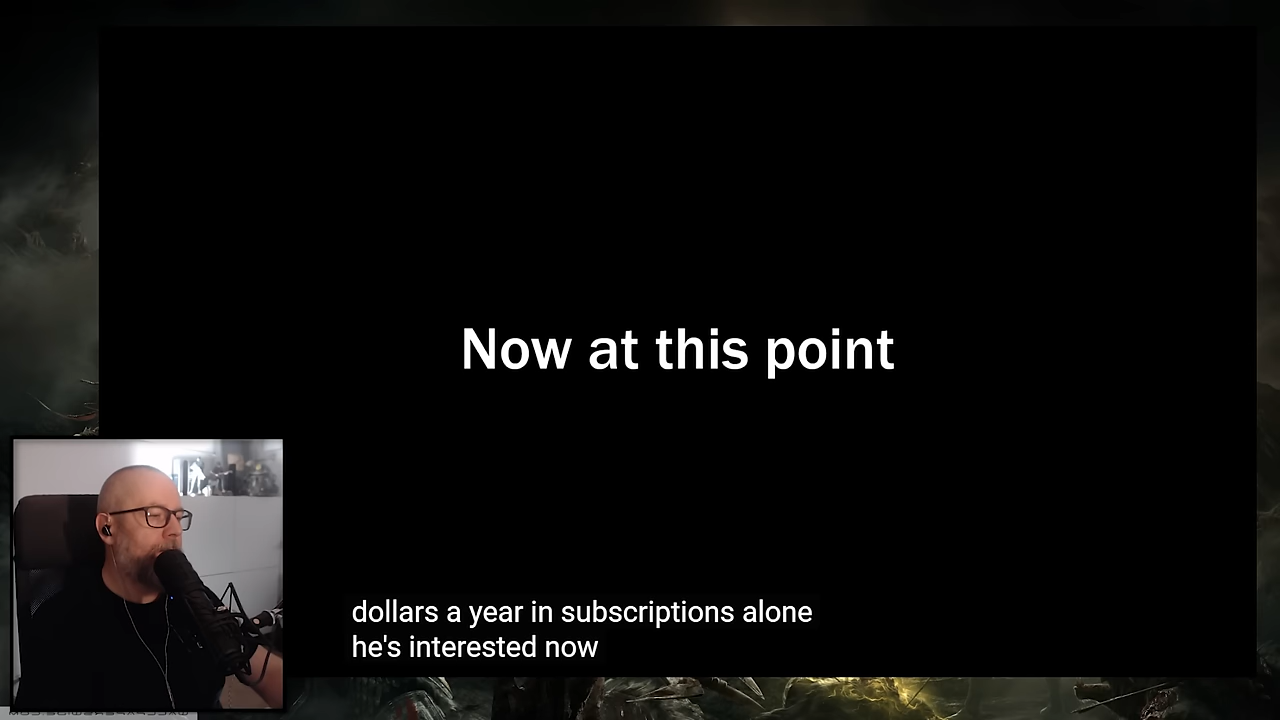 Now at this point
dollars a year in subscriptions alone
he's interested now